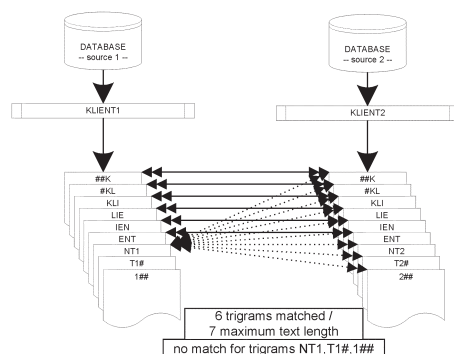 DATABASE
-- source 1 --
DATABASE
-- source 2 --
KLIENT1
KLIENT2
##K
#KL
KLI
LIE
IEN
ENT
NT1
T1#
1##
##K
#KL
KLI
LIE
IEN
ENT
NT2
T2#
2##
6 trigrams matched /
7 maximum text length
no match for trigrams NT1,T1#,1##